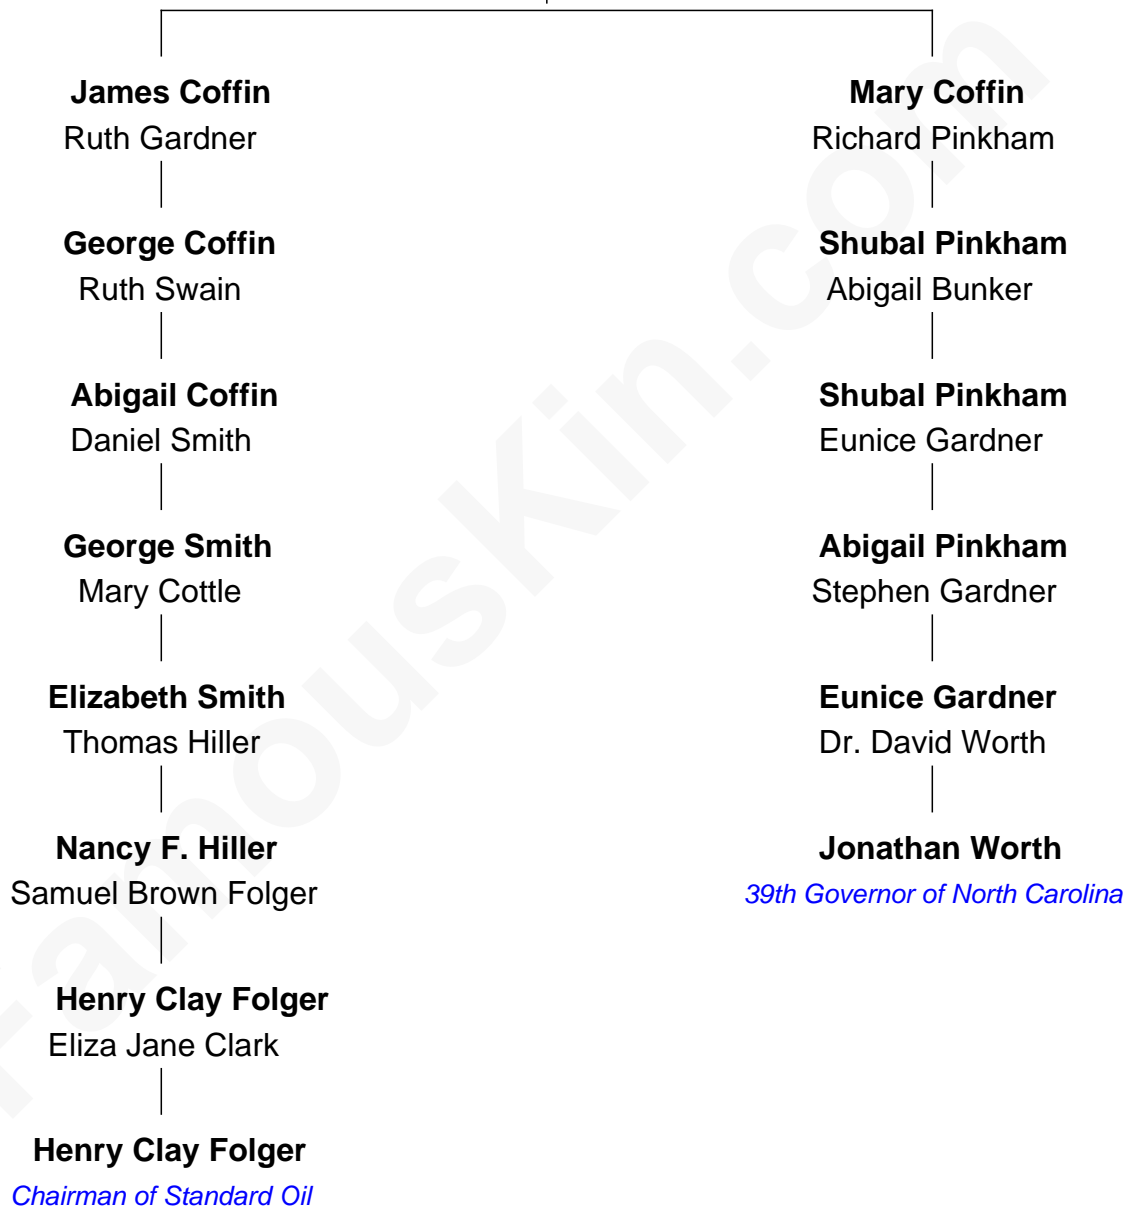 James Coffin
Ruth Gardner
George Coffin
Ruth Swain
Abigail Coffin
Daniel Smith
George Smith
Mary Cottle
Elizabeth Smith
Thomas Hiller
Nancy F. Hiller
Samuel Brown Folger
Henry Clay Folger
Eliza Jane Clark
Henry Clay Folger
Chairman of Standard Oil
Mary Coffin
Richard Pinkham
Shubal Pinkham
Abigail Bunker
Shubal Pinkham
Eunice Gardner
Abigail Pinkham
Stephen Gardner
Eunice Gardner
Dr. David Worth
Jonathan Worth
39th Governor of North Carolina
FamousKin.com